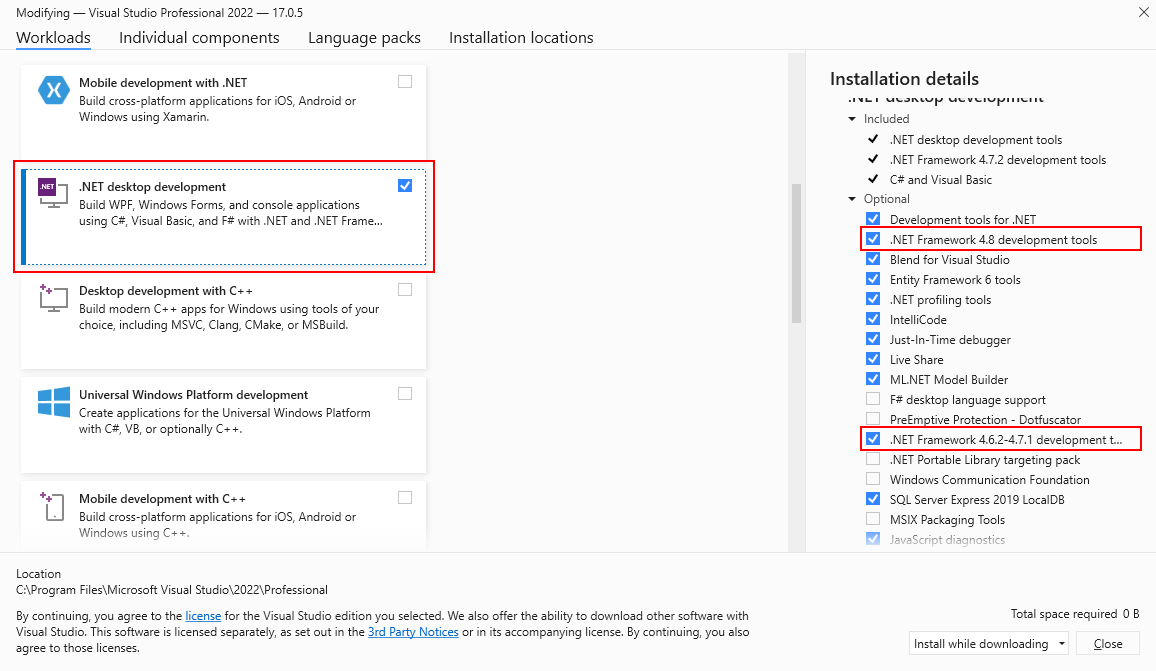 Modifying — Visual Studio Professional 2022 — 17.0.5
Workloads
Individual components
Language packs
Installation locations
Mobile development with .NET
Build cross-platform applications for iOS, Android or
Windows using Xamarin.
.NET
.NET desktop development
Build WPF, Windows Forms, and console applications
using C#, Visual Basic, and F# with .NET and .NET Frame...
Desktop development with C++
Build modern C++ apps for Windows using tools of your
choice, including MSVC, Clang, CMake, or MSBuild.
Universal Windows Platform development
Create applications for the Universal Windows Platform
with C#, VB, or optionally C++.
Mobile development with C++
Build cross-platform applications for iOS, Android or
Windows using C++.
Installation details
.NET desktop development
Included
.NET desktop development tools
.NET Framework 4.7.2 development tools
C# and Visual Basic
Optional
Development tools for .NET
.NET Framework 4.8 development tools
Blend for Visual Studio
Entity Framework 6 tools
.NET profiling tools
IntelliCode
Just-In-Time debugger
Live Share
ML.NET Model Builder
F# desktop language support
PreEmptive Protection - Dotfuscator
.NET Framework 4.6.2-4.7.1 development t...
.NET Portable Library targeting pack
Windows Communication Foundation
SQL Server Express 2019 LocalDB
MSIX Packaging Tools
JavaScript diagnostics
Location
C:\Program Files\Microsoft Visual Studio\2022\Professional
By continuing, you agree to the license for the Visual Studio edition you selected. We also offer the ability to download other software with
Visual Studio. This software is licensed separately, as set out in the 3rd Party Notices or in its accompanying license. By continuing, you also
agree to those licenses.
Total space required 0 B
Install while downloading
Close